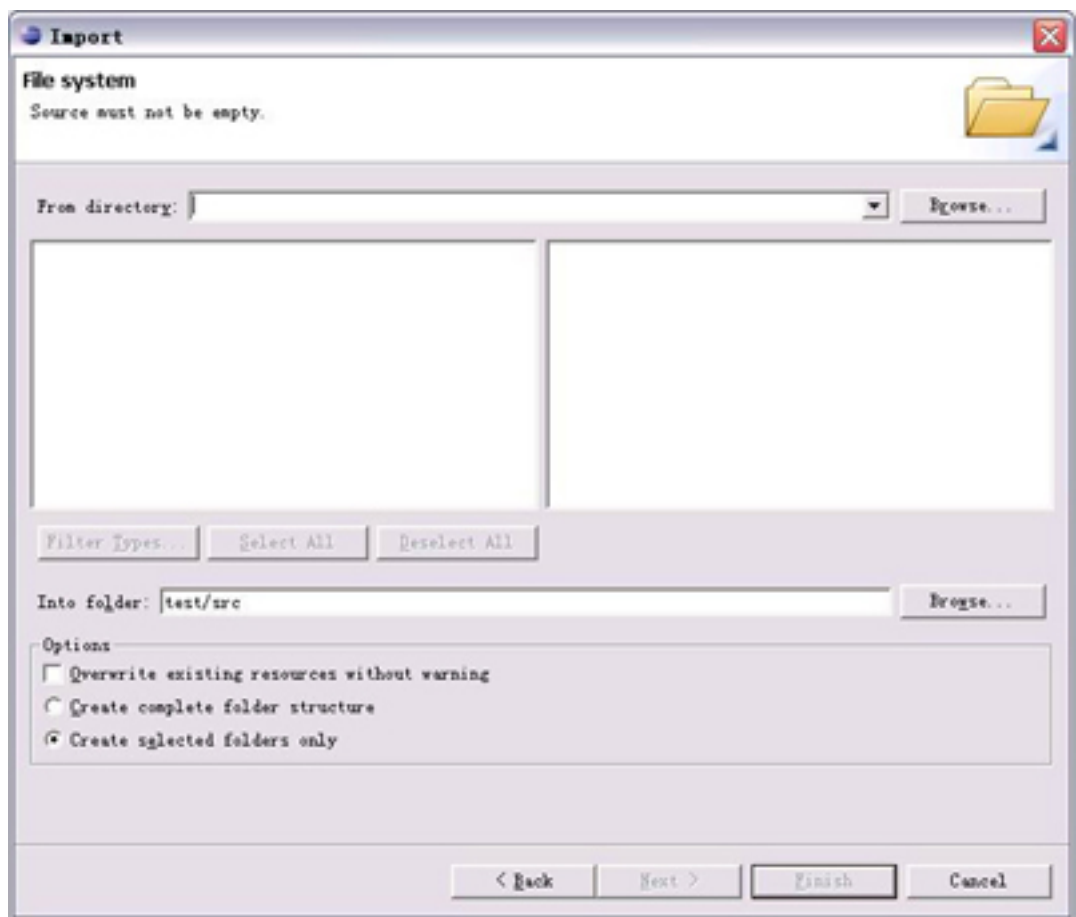 Import
File system
Source must not be empty.
From directory:
Browse...
Filter Types...
Select All
Deselect All
Into folder: test/src
Browse...
Options
Overwrite existing resources without warning
Create complete folder structure
Create selected folders only
< Back
Next >
Finish
Cancel